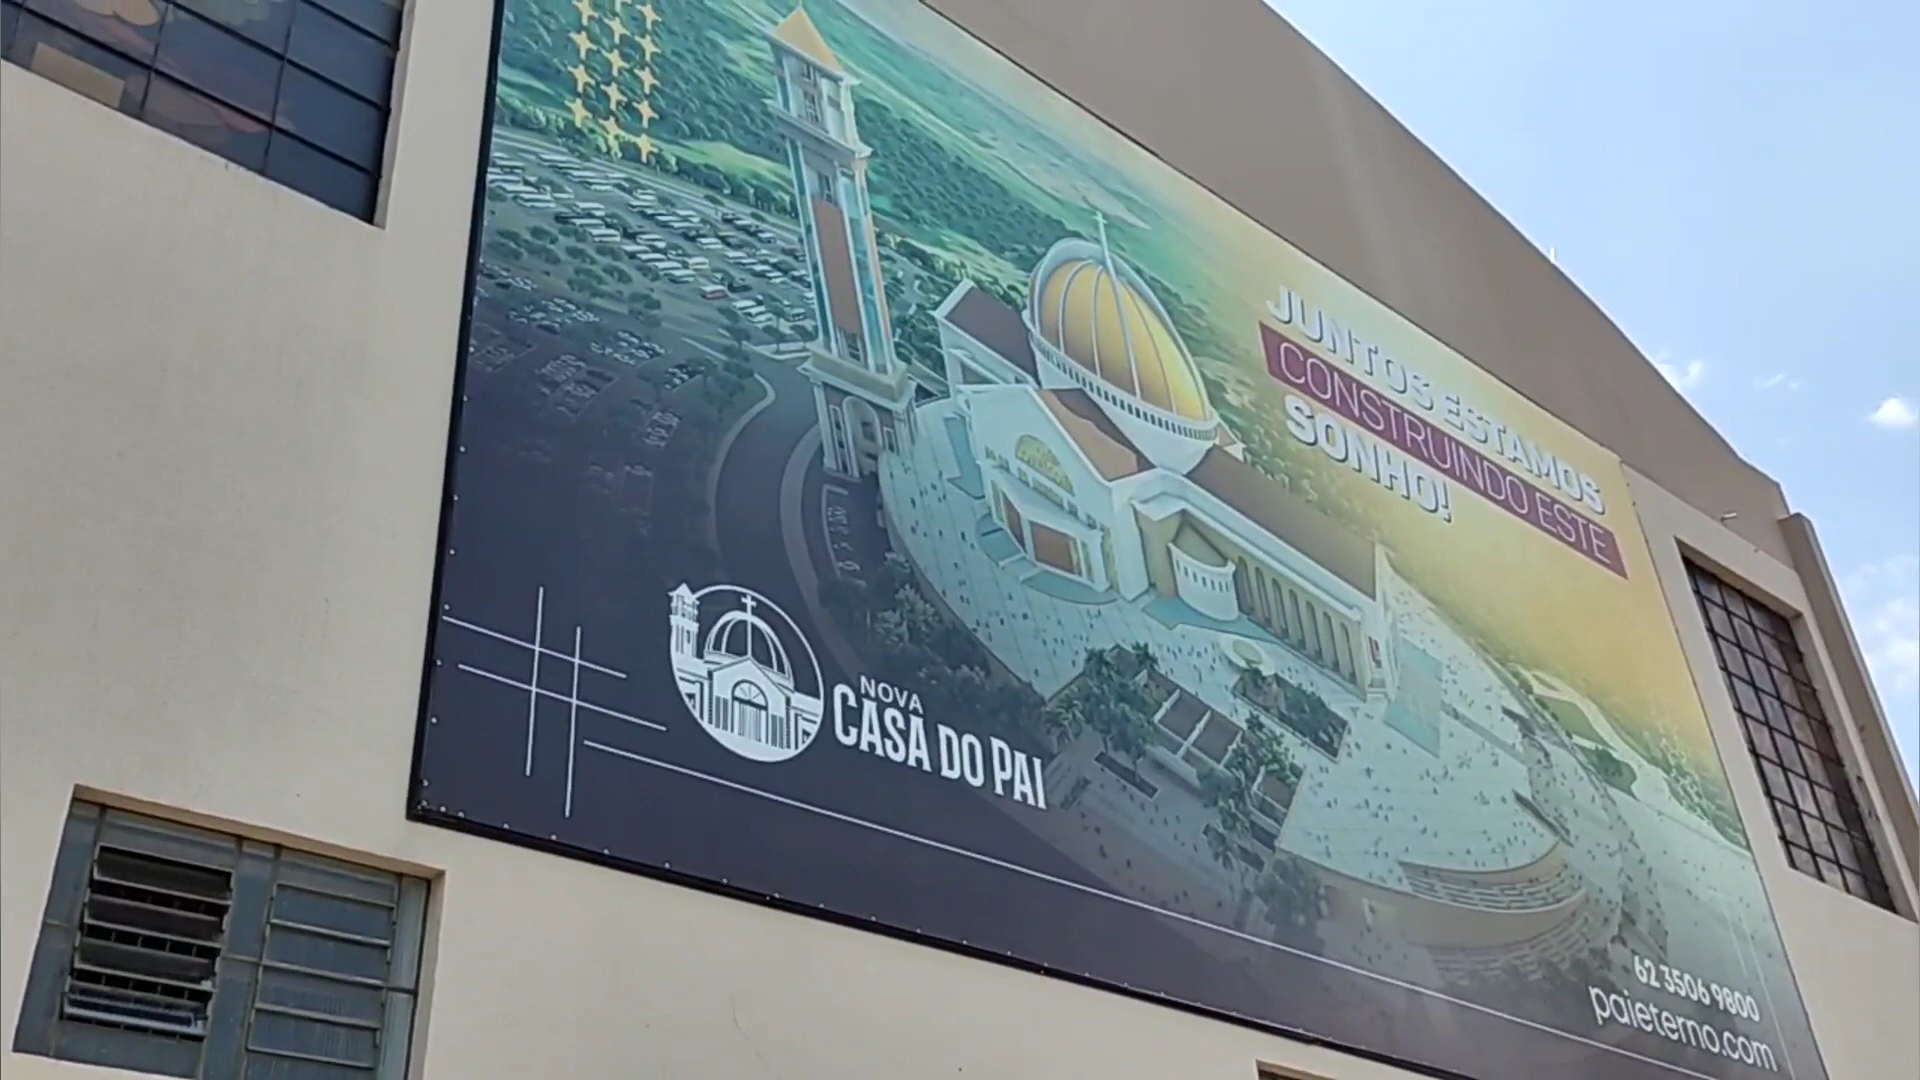 JUNTOS ESTAMOS
CONSTRUINDO ESTE
SONHO!
NOVA
CASA DO PAI
62 3506 9800
paieterno.com